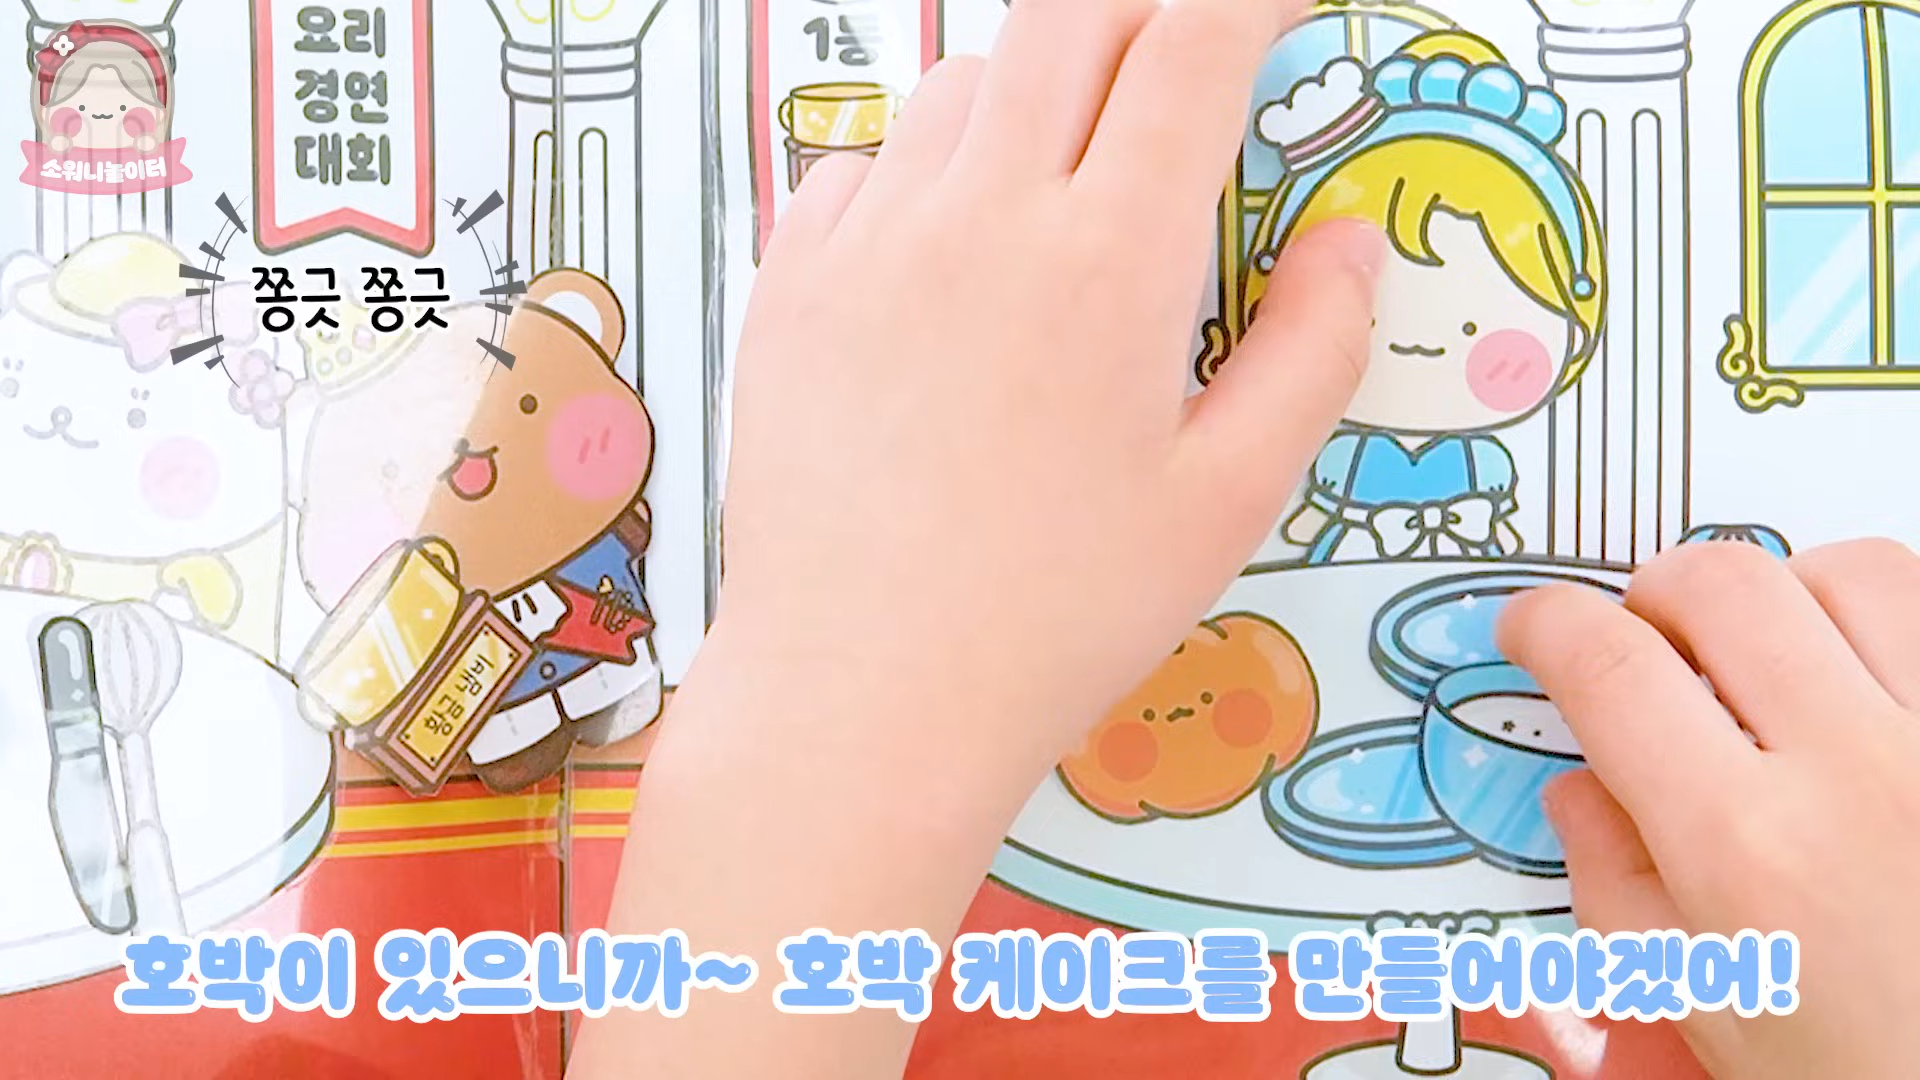 요리
경연
대회
1등
소워니놀이터
쫑긋 쫑긋
황금 냄비
호박이 있으니까~ 호박 케이크를 만들어야겠어!